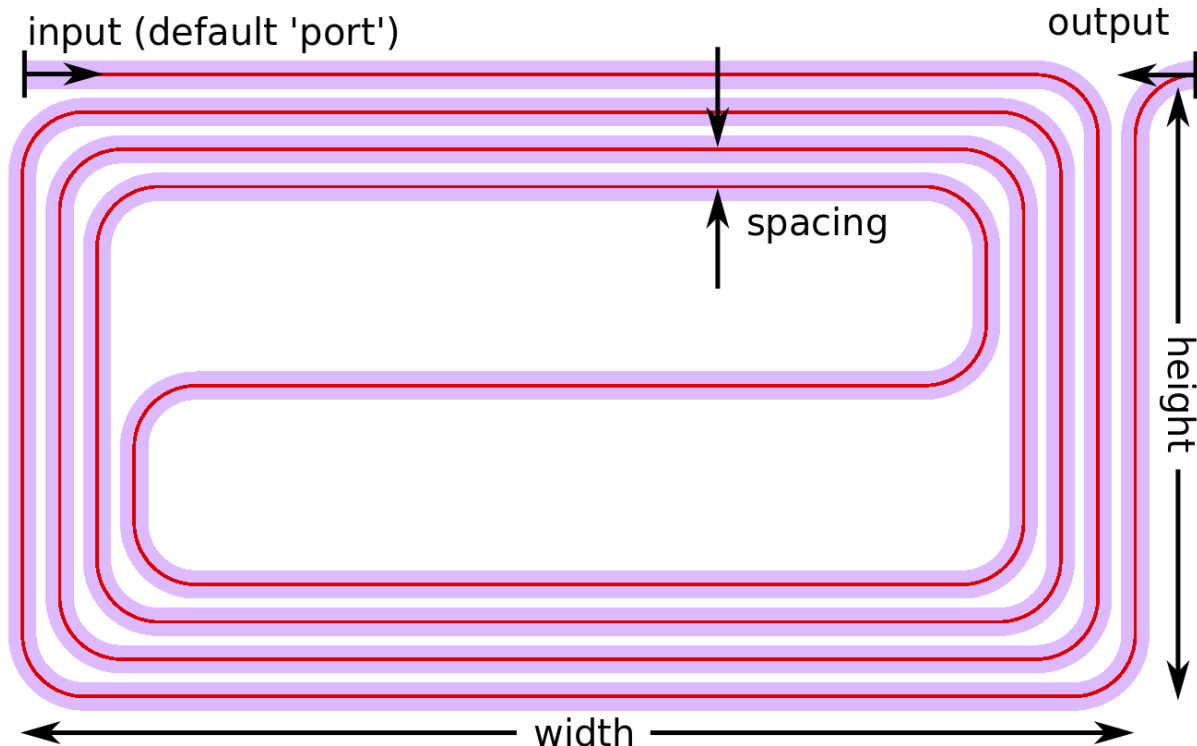 input (default 'port')
output
spacing
height
width